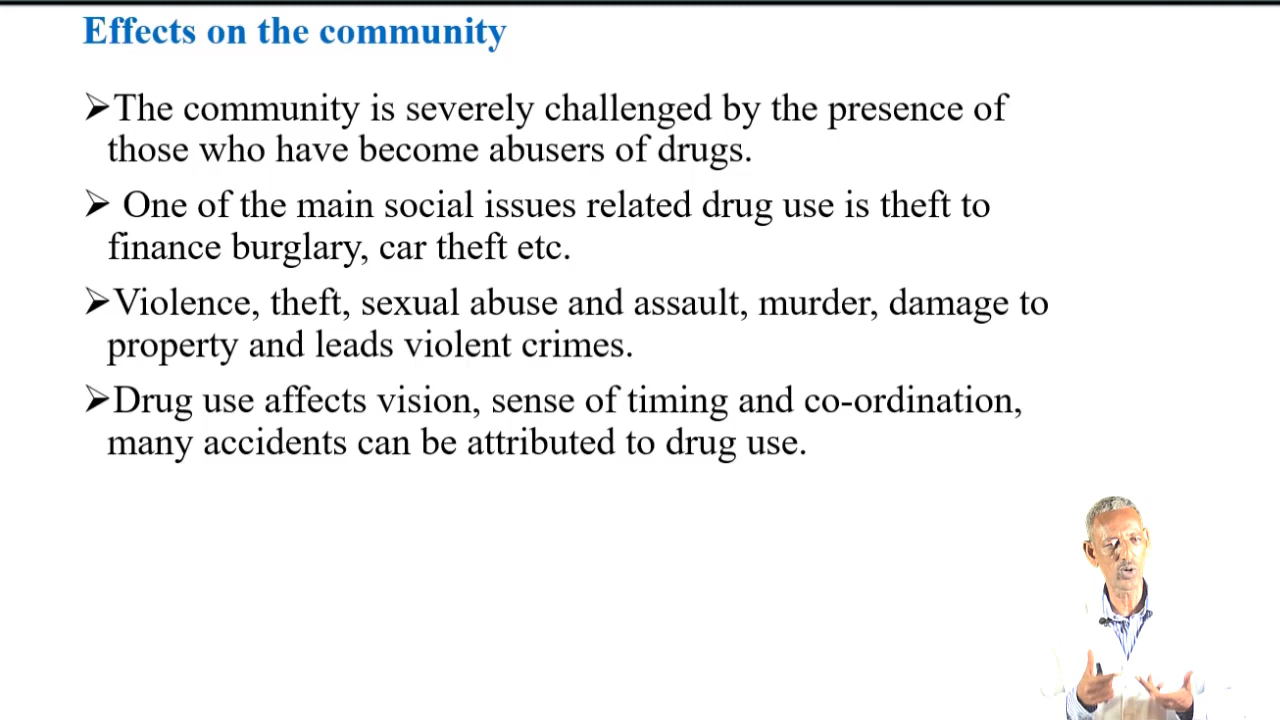 Effects on the community
➢The community is severely challenged by the presence of
those who have become abusers of drugs.
➢ One of the main social issues related drug use is theft to
finance burglary, car theft etc.
➢Violence, theft, sexual abuse and assault, murder, damage to
property and leads violent crimes.
➢Drug use affects vision, sense of timing and co-ordination,
many accidents can be attributed to drug use.